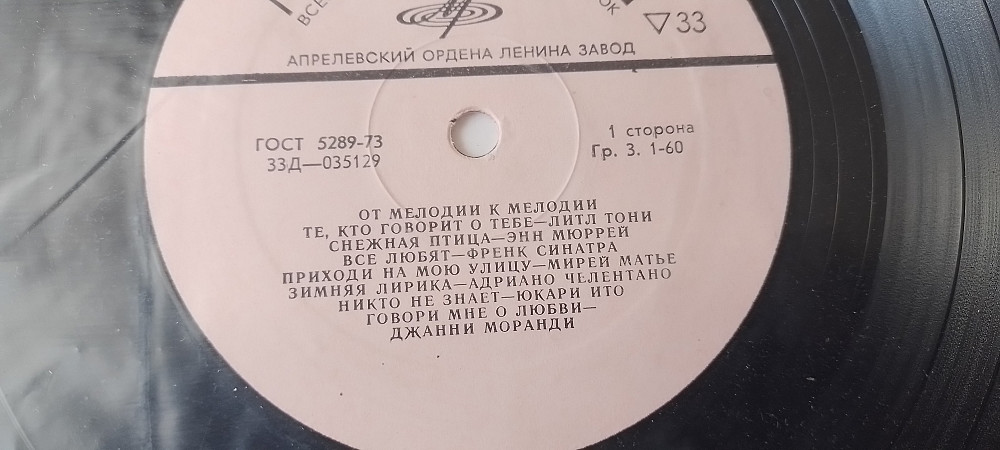 ВСЕ
ОК
▽33
АПРЕЛЕВСКИЙ ОРДЕНА ЛЕНИНА ЗАВОД
ГОСТ 5289-73
33Д—035129
1 сторона
Гр. 3. 1-60
ОТ МЕЛОДИИ К МЕЛОДИИ
ТЕ, КТО ГОВОРИТ О ТЕБЕ—ЛИТЛ ТОНИ
СНЕЖНАЯ ПТИЦА—ЭНН МЮРРЕЙ
ВСЕ ЛЮБЯТ—ФРЕНК СИНАТРА
ПРИХОДИ НА МОЮ УЛИЦУ—МИРЕЙ МАТЬЕ
ЗИМНЯЯ ЛИРИКА—АДРИАНО ЧЕЛЕНТАНО
НИКТО НЕ ЗНАЕТ—ЮКАРИ ИТО
ГОВОРИ МНЕ О ЛЮБВИ—
ДЖАННИ МОРАНДИ